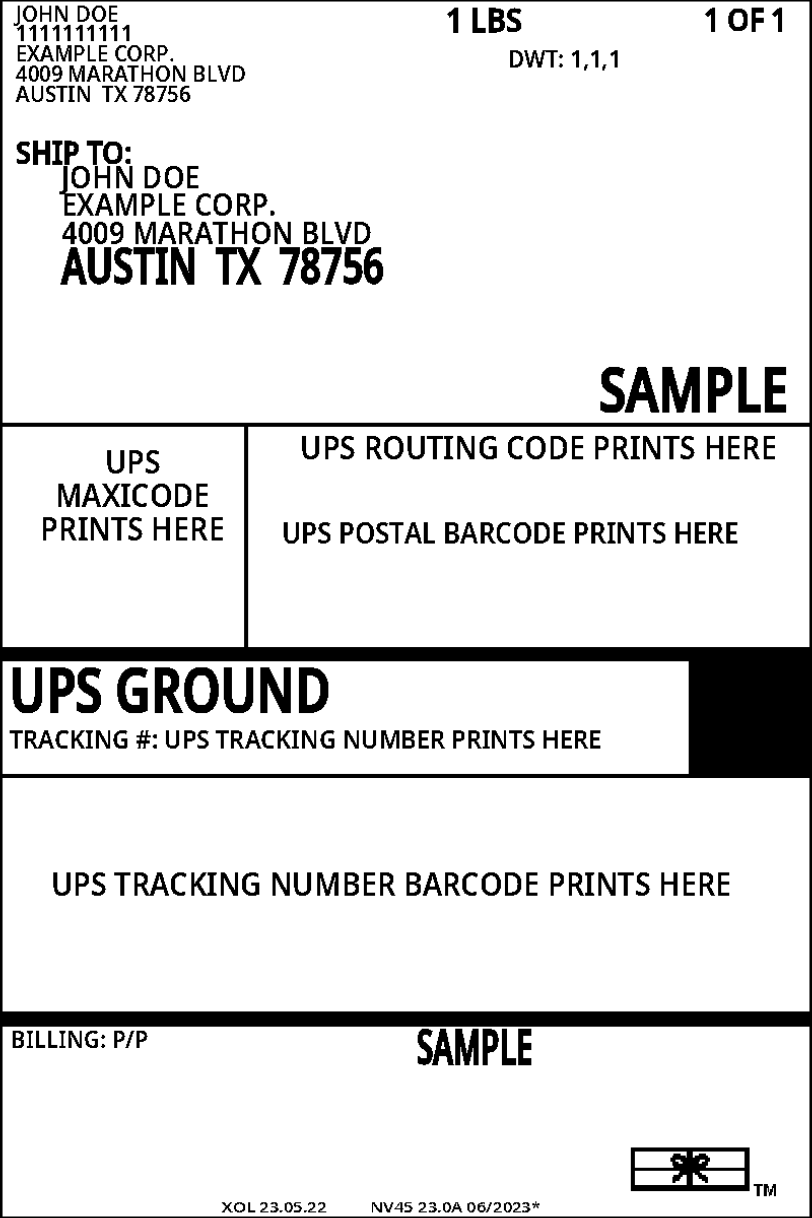 JOHN DOE
1111111111
EXAMPLE CORP.
4009 MARATHON BLVD
AUSTIN TX 78756
1 LBS
1 OF 1
DWT: 1,1,1
SHIP TO:
JOHN DOE
EXAMPLE CORP.
4009 MARATHON BLVD
AUSTIN TX 78756
SAMPLE
UPS
MAXICODE
PRINTS HERE
UPS ROUTING CODE PRINTS HERE
UPS POSTAL BARCODE PRINTS HERE
UPS GROUND
TRACKING #: UPS TRACKING NUMBER PRINTS HERE
UPS TRACKING NUMBER BARCODE PRINTS HERE
BILLING: P/P
SAMPLE
TM
XOL 23.05.22 NV45 23.0A 06/2023*